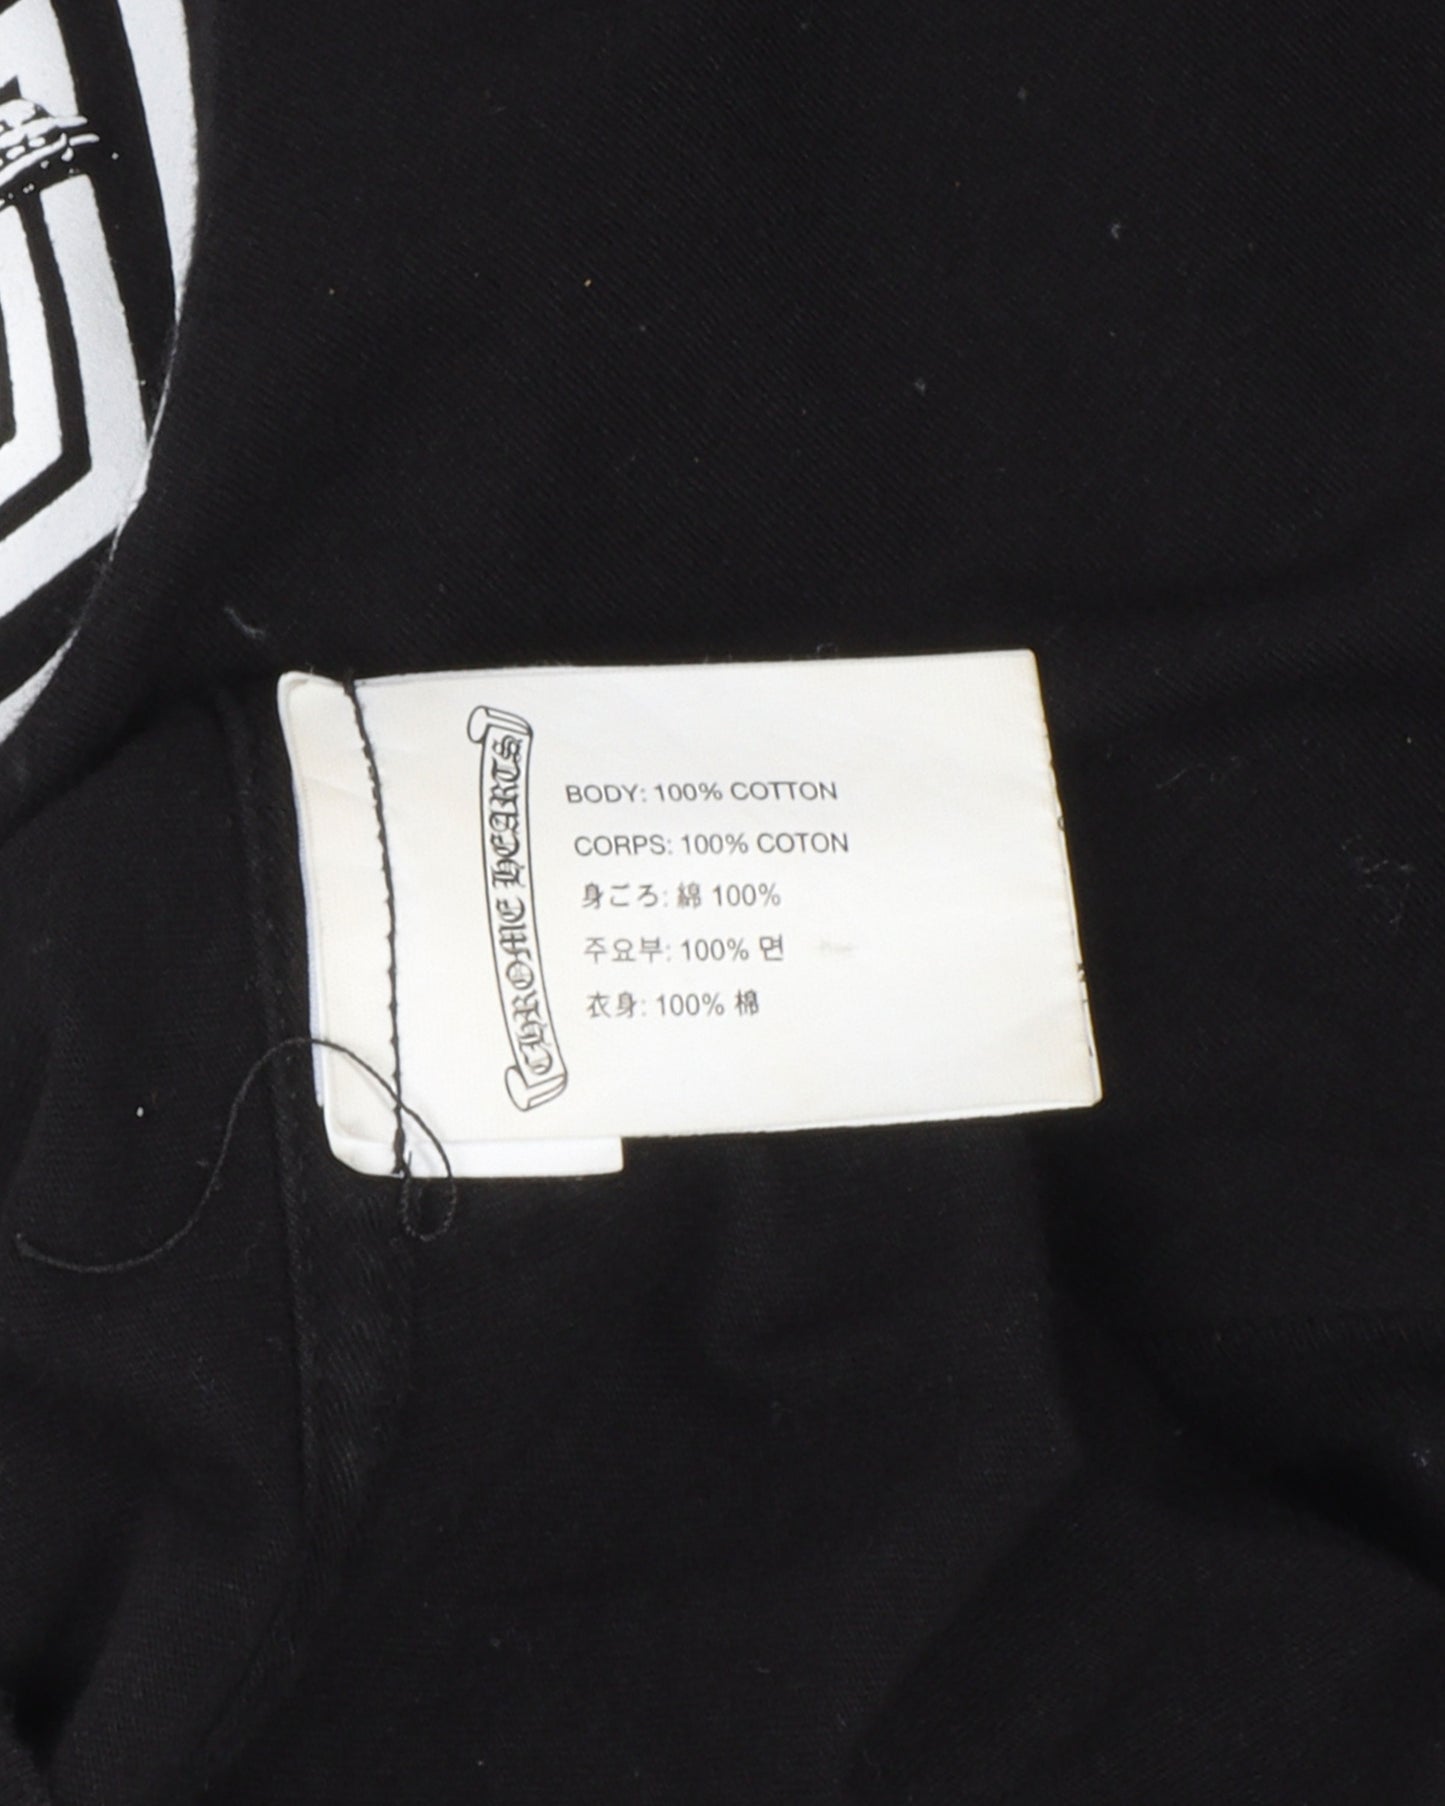 CHROME HEARTS
BODY: 100% COTTON
CORPS: 100% COTON
身ごろ: 綿 100%
주요부: 100% 면
衣身: 100% 棉